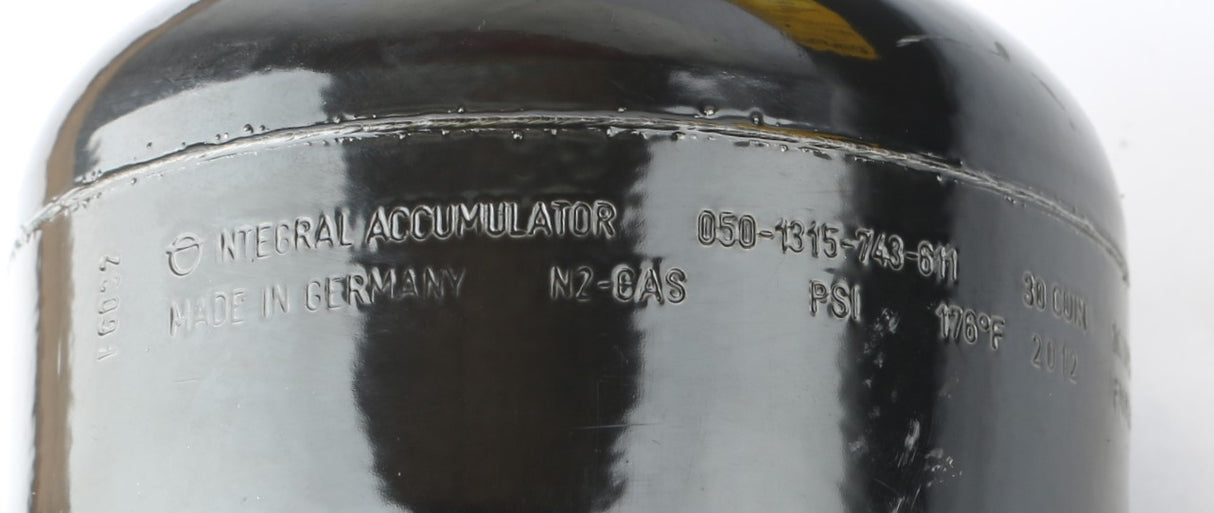 INTEGRAL ACCUMULATOR 050-1315-743-611 30 CUIN
MADE IN GERMANY N2-GAS PSI 176°F 2012